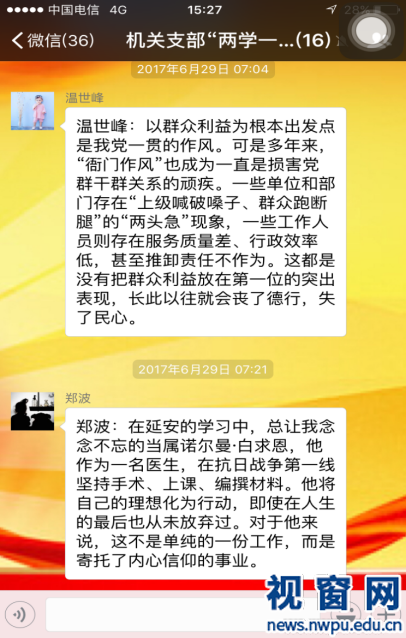 中国电信 4G 15:27 28%
微信(36) 机关支部“两学一...(16)
2017年6月29日 07:04
温世峰
温世峰：以群众利益为根本出发点
是我党一贯的作风。可是多年来，
“衙门作风”也成为一直是损害党
群干群关系的顽疾。一些单位和部
门存在“上级喊破嗓子、群众跑断
腿”的“两头急”现象，一些工作人
员则存在服务质量差、行政效率
低，甚至推卸责任不作为。这都是
没有把群众利益放在第一位的突出
表现，长此以往就会丧了德行，失
了民心。
2017年6月29日 07:21
郑波
郑波：在延安的学习中，总让我念
念不忘的当属诺尔曼·白求恩，他
作为一名医生，在抗日战争第一线
坚持手术、上课、编撰材料。他将
自己的理想化为行动，即使在人生
的最后也从未放弃过。对于他来
说，这不是单纯的一份工作，而是
寄托了内心信仰的事业。
视窗网
news.nwpu.edu.cn